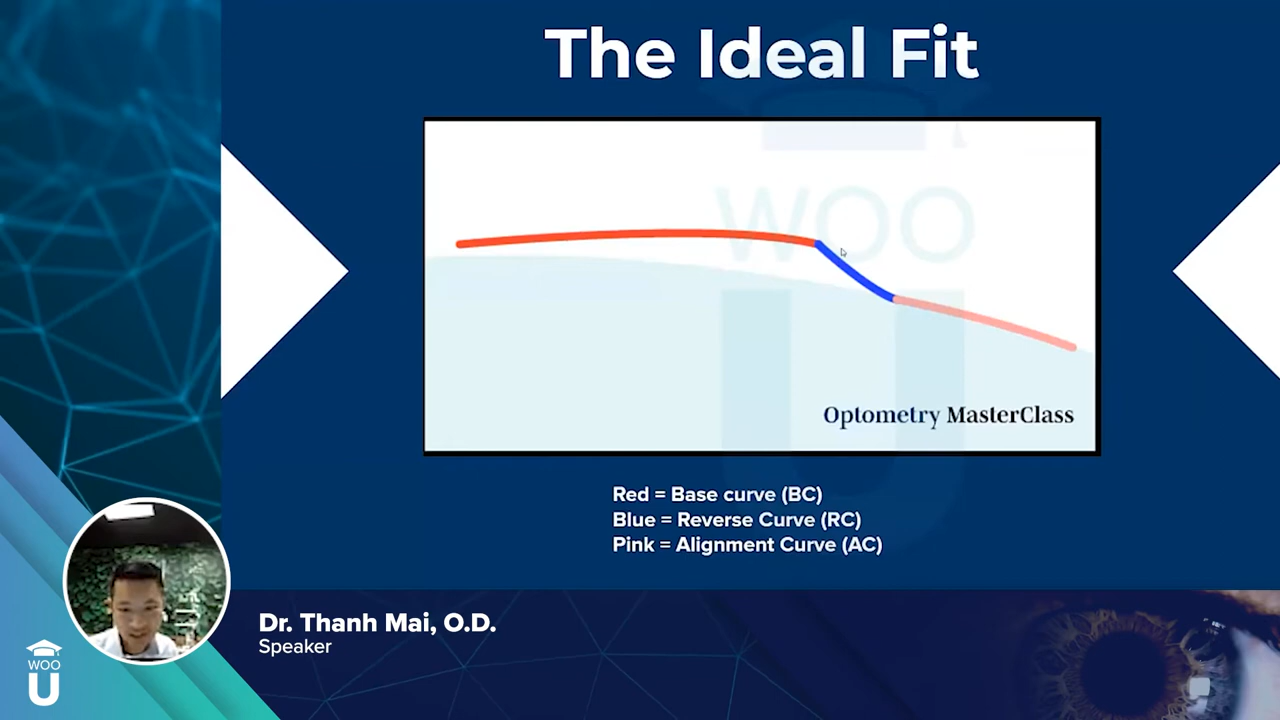 The Ideal Fit
WOO
U
Optometry MasterClass
Red = Base curve (BC)
Blue = Reverse Curve (RC)
Pink = Alignment Curve (AC)
Dr. Thanh Mai, O.D.
Speaker
WOO
U